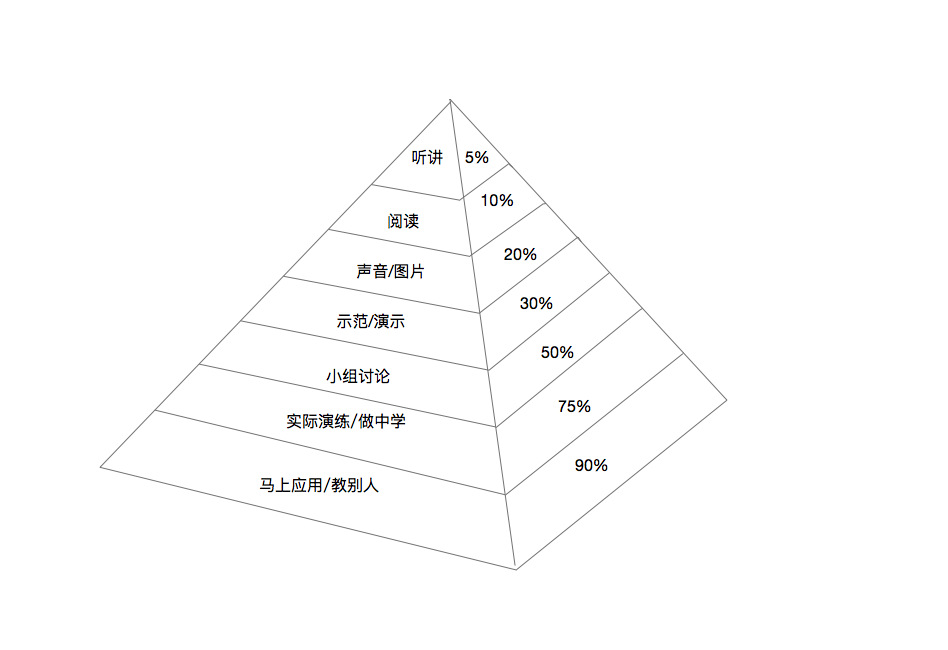 听讲 5%
阅读 10%
声音/图片 20%
示范/演示 30%
小组讨论 50%
实际演练/做中学 75%
马上应用/教别人 90%